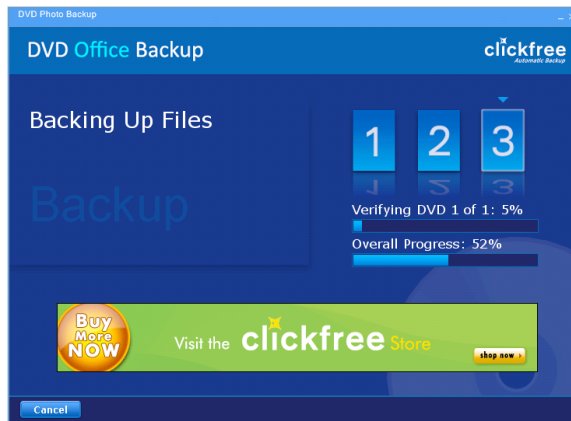 DVD Photo Backup
DVD Office Backup
clickfree
Automatic Backup
Backing Up Files
Backup
1 2 3
Verifying DVD 1 of 1: 5%
Overall Progress: 52%
Buy
More
NOW
Visit the clickfree Store
shop now
Cancel